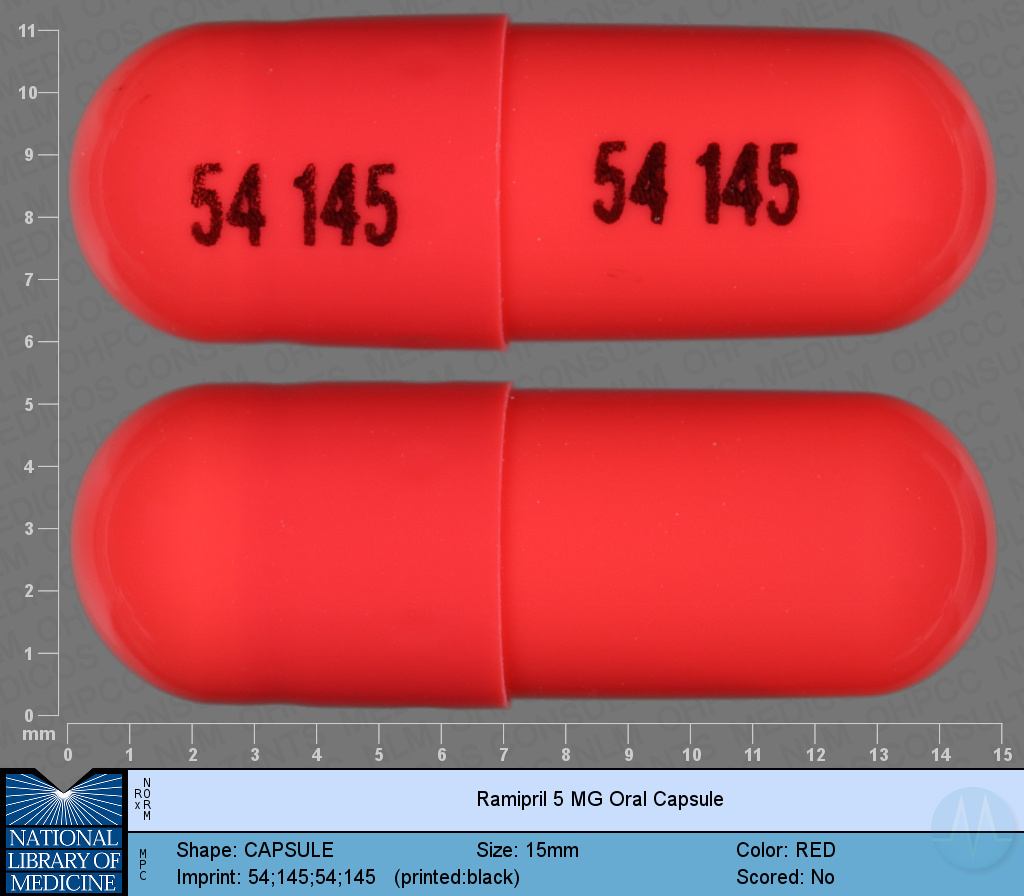 11
10
9
8
7
6
5
4
3
2
1
0
mm
54 145 54 145
0 1 2 3 4 5 6 7 8 9 10 11 12 13 14 15
NATIONAL
LIBRARY OF
MEDICINE
Rx
NORM
Ramipril 5 MG Oral Capsule
MPC
Shape: CAPSULE Size: 15mm Color: RED
Imprint: 54;145;54;145 (printed:black) Scored: No